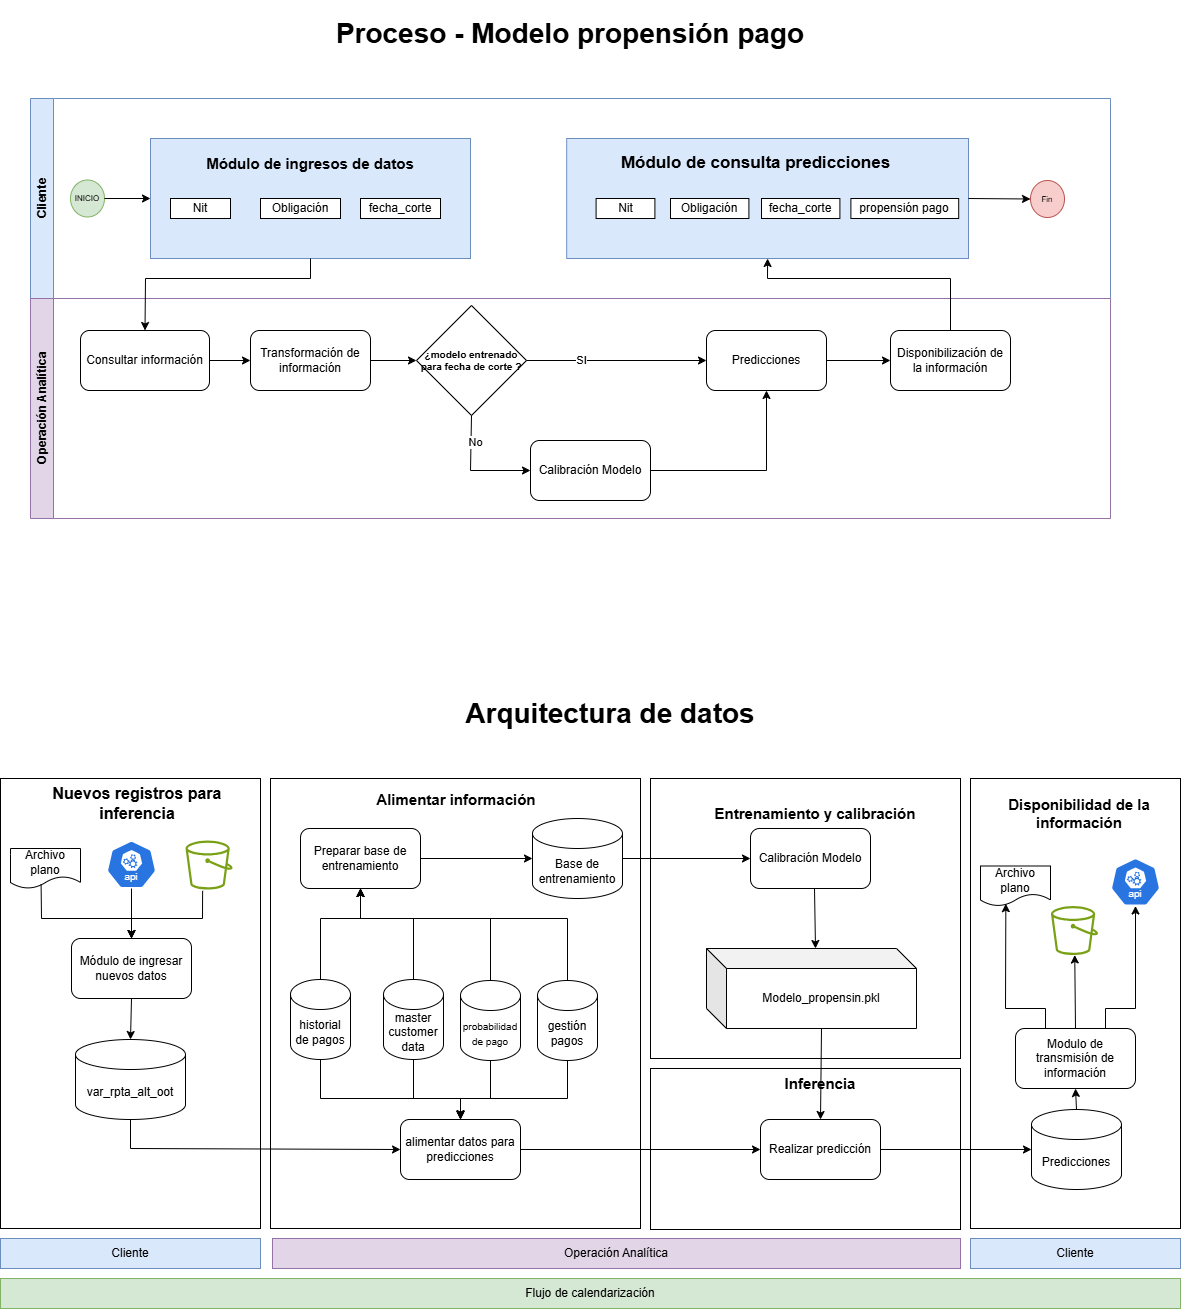 Proceso - Modelo propensión pago
Cliente
INICIO
Módulo de ingresos de datos
Nit
Obligación
fecha_corte
Módulo de consulta predicciones
Nit
Obligación
fecha_corte
propensión pago
Fin
Operación Analítica
Consultar información
Transformación de
información
¿modelo entrenado
para fecha de corte ?
SI
No
Calibración Modelo
Predicciones
Disponibilización de
la información
Arquitectura de datos
Nuevos registros para
inferencia
Archivo
plano
api
Módulo de ingresar
nuevos datos
var_rpta_alt_oot
Alimentar información
Preparar base de
entrenamiento
Base de
entrenamiento
historial
de pagos
master
customer
data
probabilidad
de pago
gestión
pagos
alimentar datos para
predicciones
Entrenamiento y calibración
Calibración Modelo
Modelo_propensin.pkl
Inferencia
Realizar predicción
Disponibilidad de la
información
Archivo
plano
api
Modulo de
transmisión de
información
Predicciones
Cliente
Operación Analítica
Cliente
Flujo de calendarización